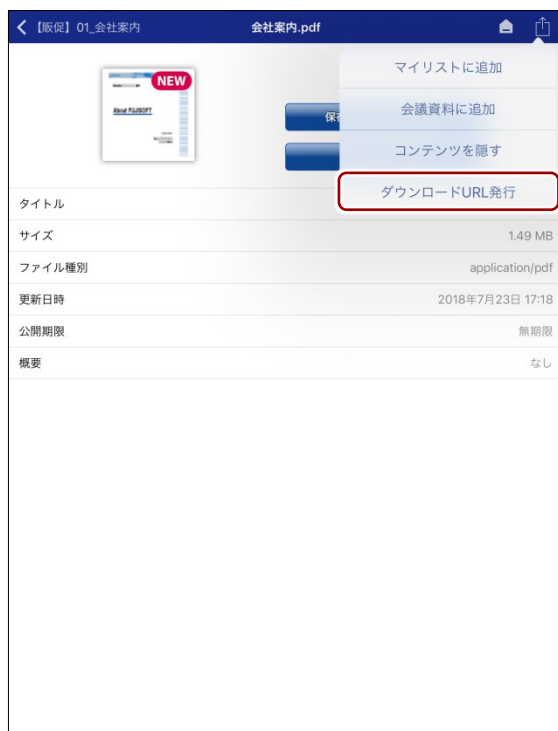 【販促】01_会社案内
会社案内.pdf
マイリストに追加
会議資料に追加
コンテンツを隠す
ダウンロードURL発行
NEW
About FUJISOFT
保
タイトル
サイズ
1.49 MB
ファイル種別
application/pdf
更新日時
2018年7月23日 17:18
公開期限
無期限
概要
なし